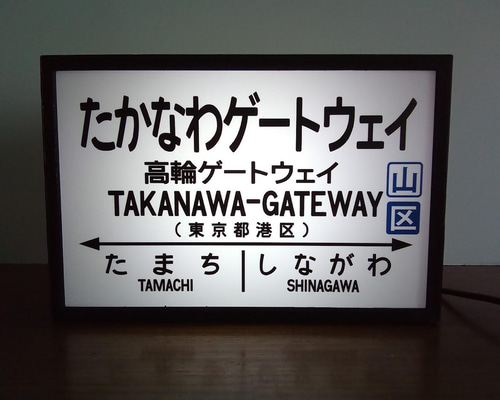 たかなわゲートウェイ
高輪ゲートウェイ
山
TAKANAWA-GATEWAY
区
（東京都港区）
たまち しながわ
TAMACHI SHINAGAWA